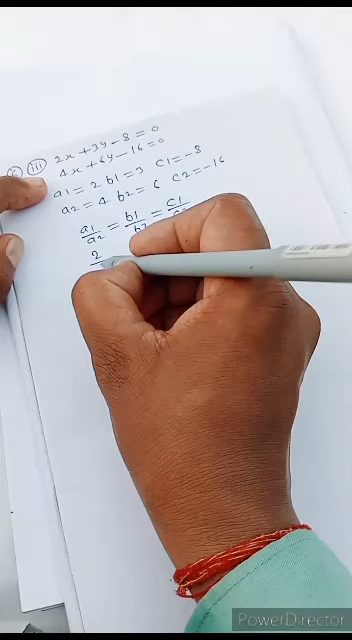 (iii) 2x + 3y - 8 = 0
4x + 6y - 16 = 0
a1 = 2 b1 = 3 c1 = -8
a2 = 4 b2 = 6 c2 = -16
a1/a2 = b1/b2 = c1/
2/
PowerDirector